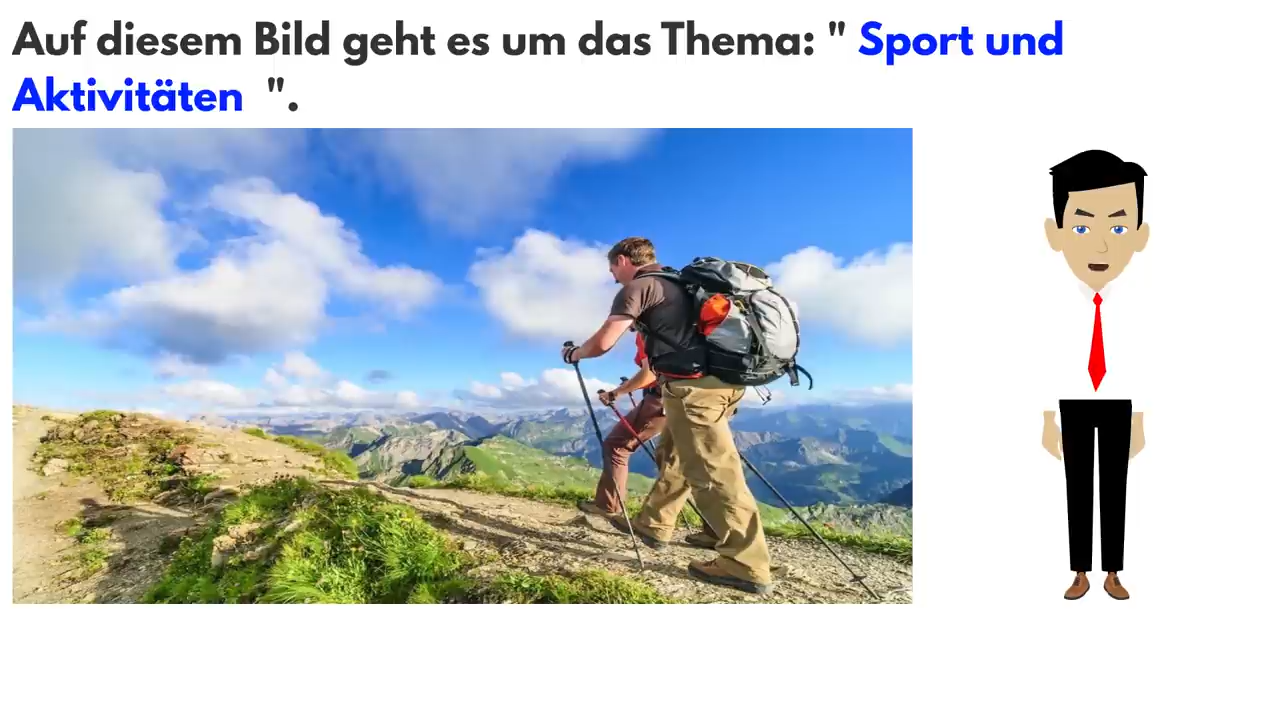 Auf diesem Bild geht es um das Thema: " Sport und
Aktivitäten ".